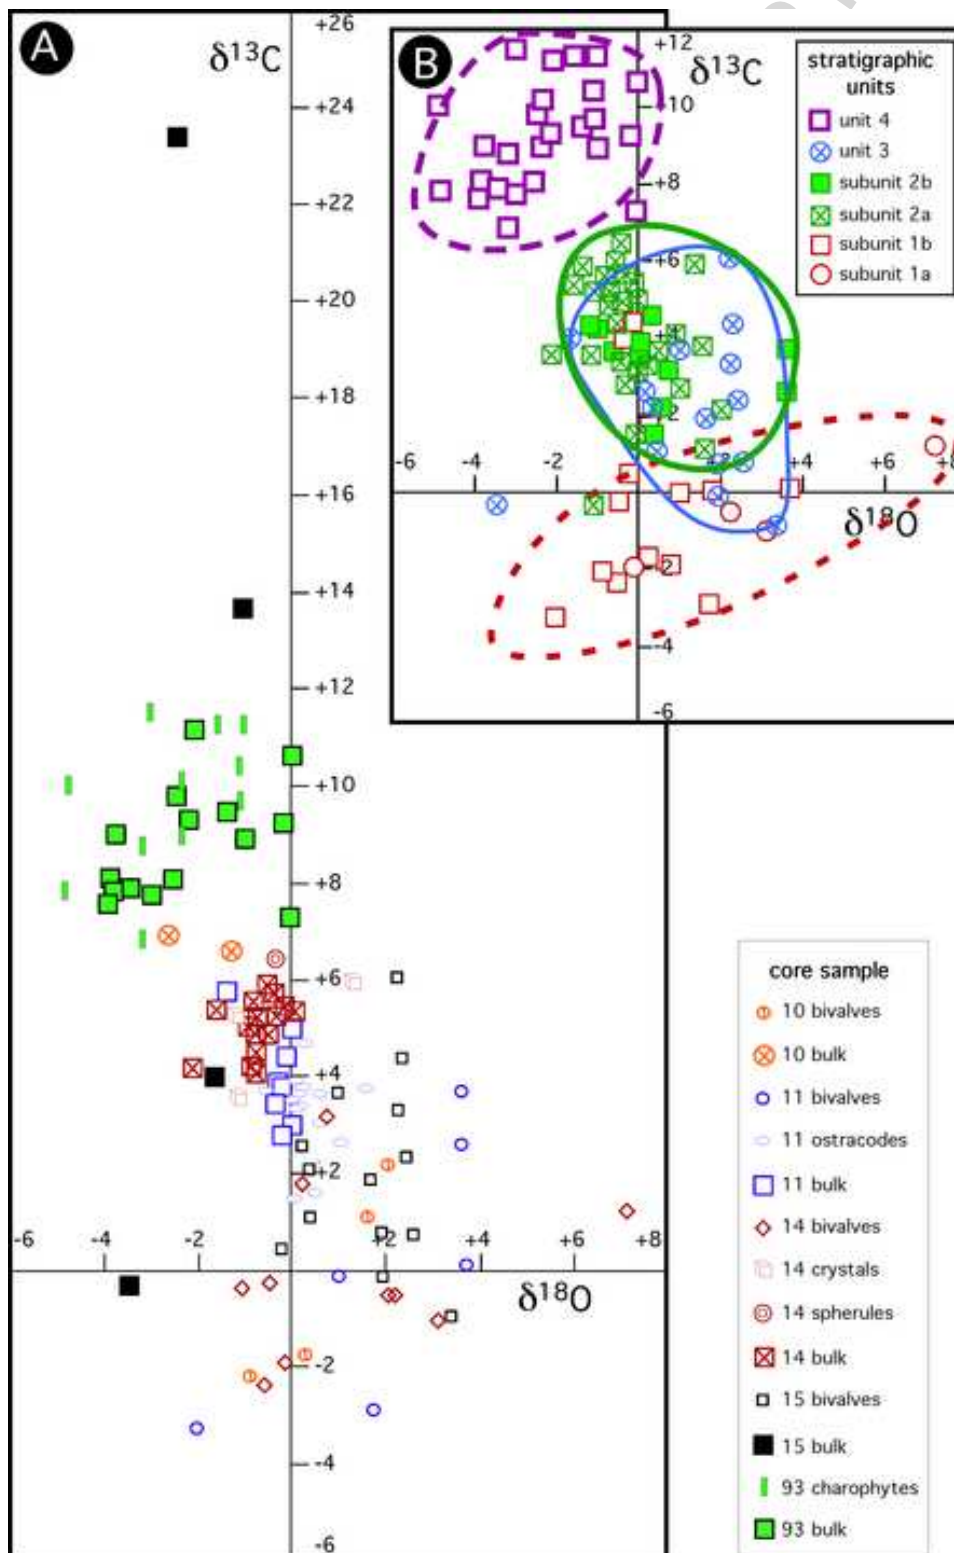 A
δ13C
+26
+24
+22
+20
+18
+16
+14
+12
+10
+8
+6
+4
+2
-6
-4
-2
+2
+4
+6
+8
δ18O
-2
-4
-6
B
δ13C
+12
+10
+8
+6
+4
+2
-6
-4
-2
+2
+4
+6
+8
δ18O
-2
-4
-6
stratigraphic
units
unit 4
unit 3
subunit 2b
subunit 2a
subunit 1b
subunit 1a
core sample
10 bivalves
10 bulk
11 bivalves
11 ostracodes
11 bulk
14 bivalves
14 crystals
14 spherules
14 bulk
15 bivalves
15 bulk
93 charophytes
93 bulk